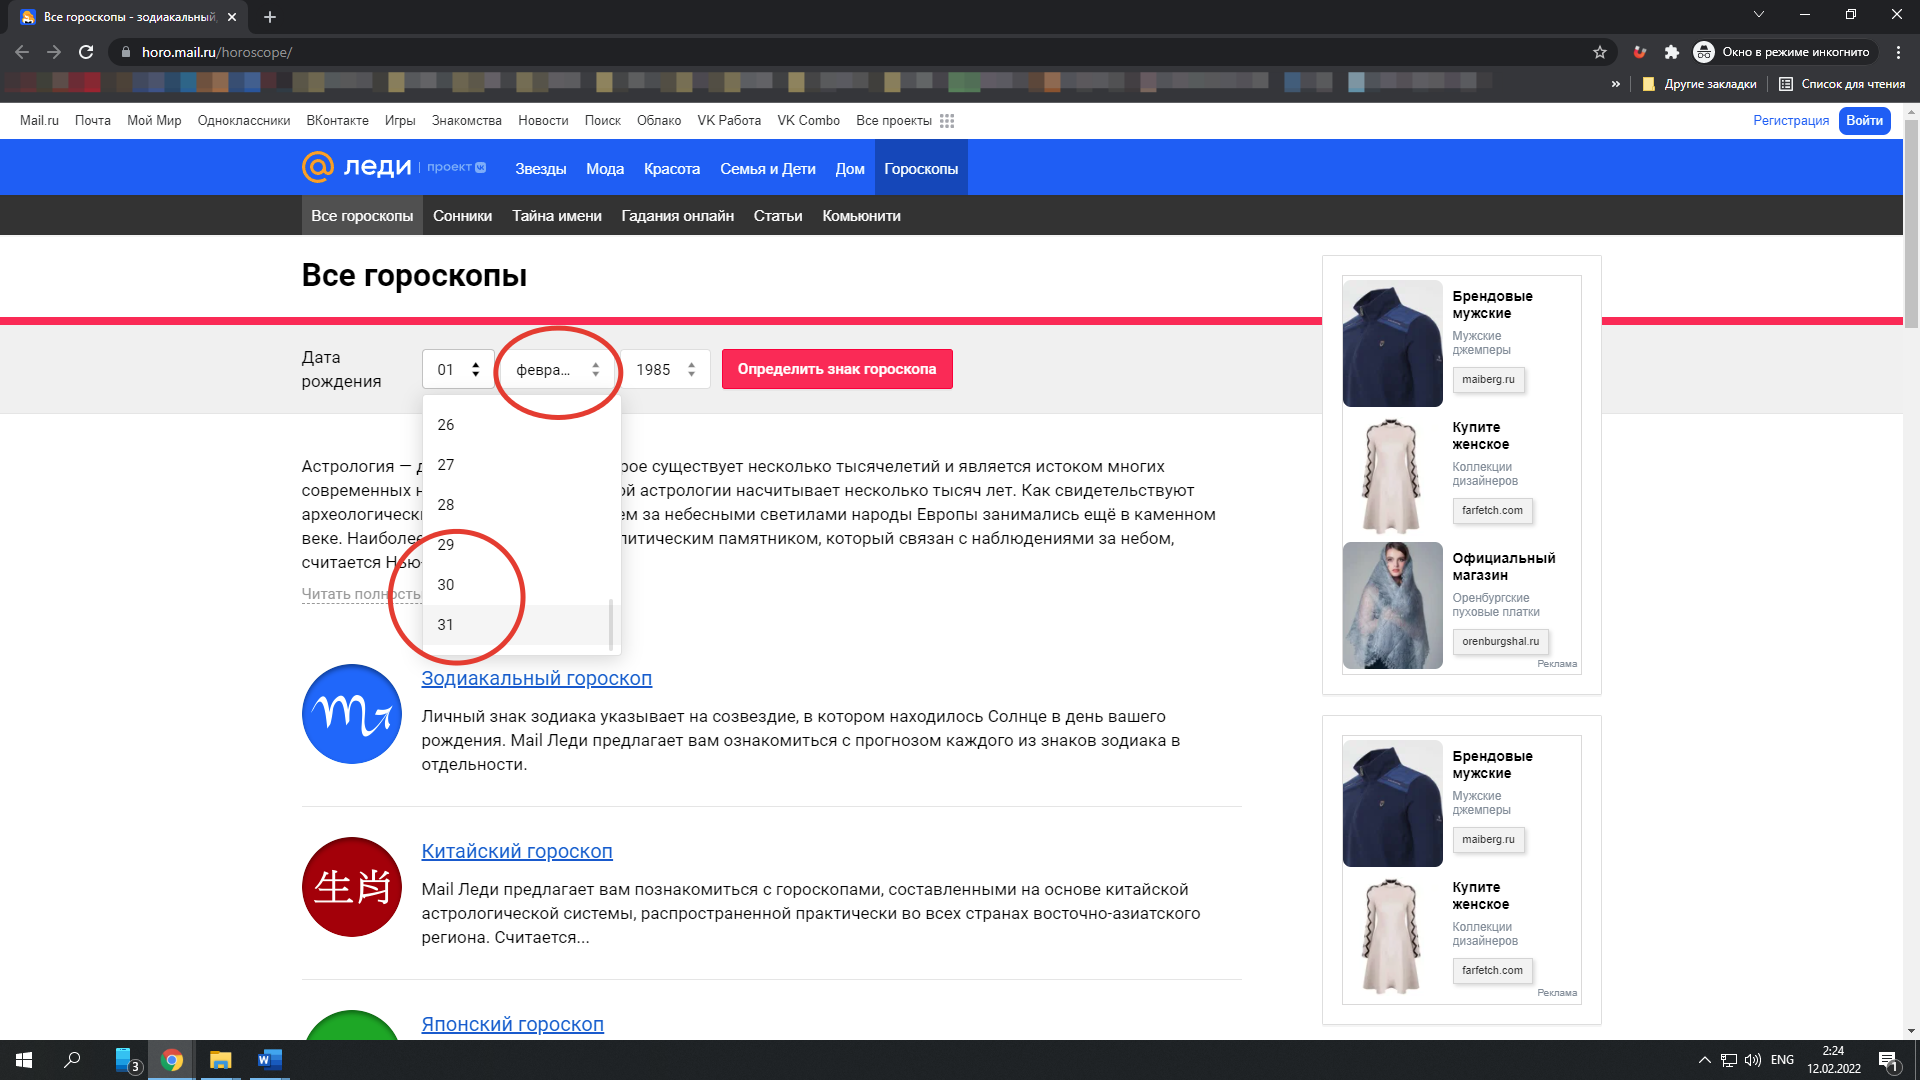 Все гороскопы - зодиакальный,
horo.mail.ru/horoscope/
Окно в режиме инкогнито
» Другие закладки Список для чтения
Mail.ru Почта Мой Мир Одноклассники ВКонтакте Игры Знакомства Новости Поиск Облако VK Работа VK Combo Все проекты Регистрация Войти
леди проект Звезды Мода Красота Семья и Дети Дом Гороскопы
Все гороскопы Сонники Тайна имени Гадания онлайн Статьи Комьюнити
Все гороскопы
Дата
рождения
01 февра... 1985 Определить знак гороскопа
26
27
28
29
30
31
Астрология — рое существует несколько тысячелетий и является истоком многих
современных ой астрологии насчитывает несколько тысяч лет. Как свидетельствуют
археологическ ем за небесными светилами народы Европы занимались ещё в каменном
веке. Наиболее литическим памятником, который связан с наблюдениями за небом,
считается Нью-
Читать полность
Зодиакальный гороскоп
Личный знак зодиака указывает на созвездие, в котором находилось Солнце в день вашего
рождения. Mail Леди предлагает вам ознакомиться с прогнозом каждого из знаков зодиака в
отдельности.
生肖
Китайский гороскоп
Mail Леди предлагает вам познакомиться с гороскопами, составленными на основе китайской
астрологической системы, распространенной практически во всех странах восточно-азиатского
региона. Считается...
Японский гороскоп
Брендовые
мужские
Мужские
джемперы
maiberg.ru
Купите
женское
Коллекции
дизайнеров
farfetch.com
Официальный
магазин
Оренбургские
пуховые платки
orenburgshal.ru
Реклама
Брендовые
мужские
Мужские
джемперы
maiberg.ru
Купите
женское
Коллекции
дизайнеров
farfetch.com
Реклама
3
W
ENG
2:24
12.02.2022
1